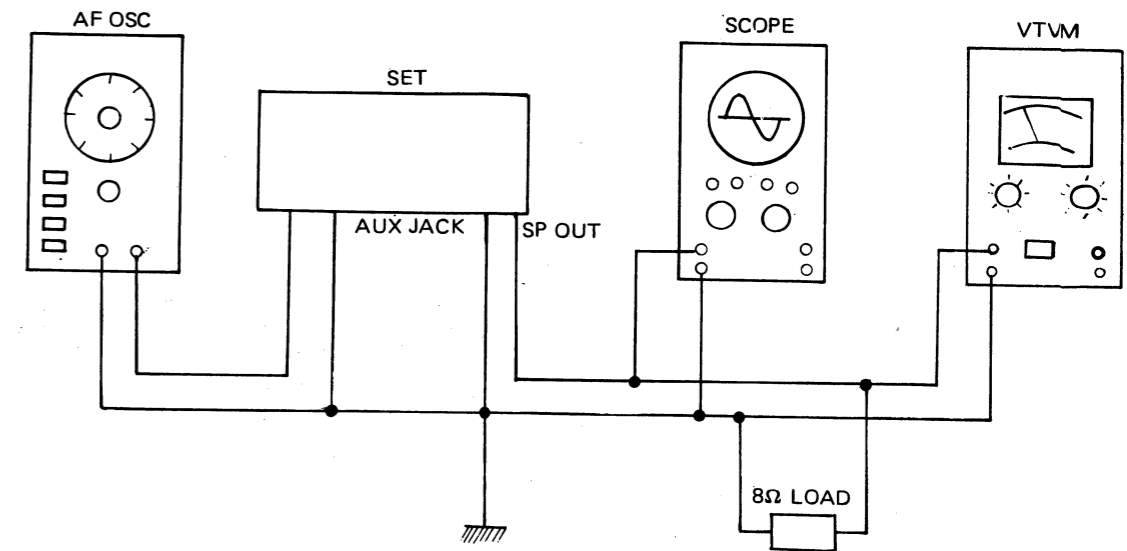 AF OSC
SET
SCOPE
VTVM
AUX JACK
SP OUT
8Ω LOAD